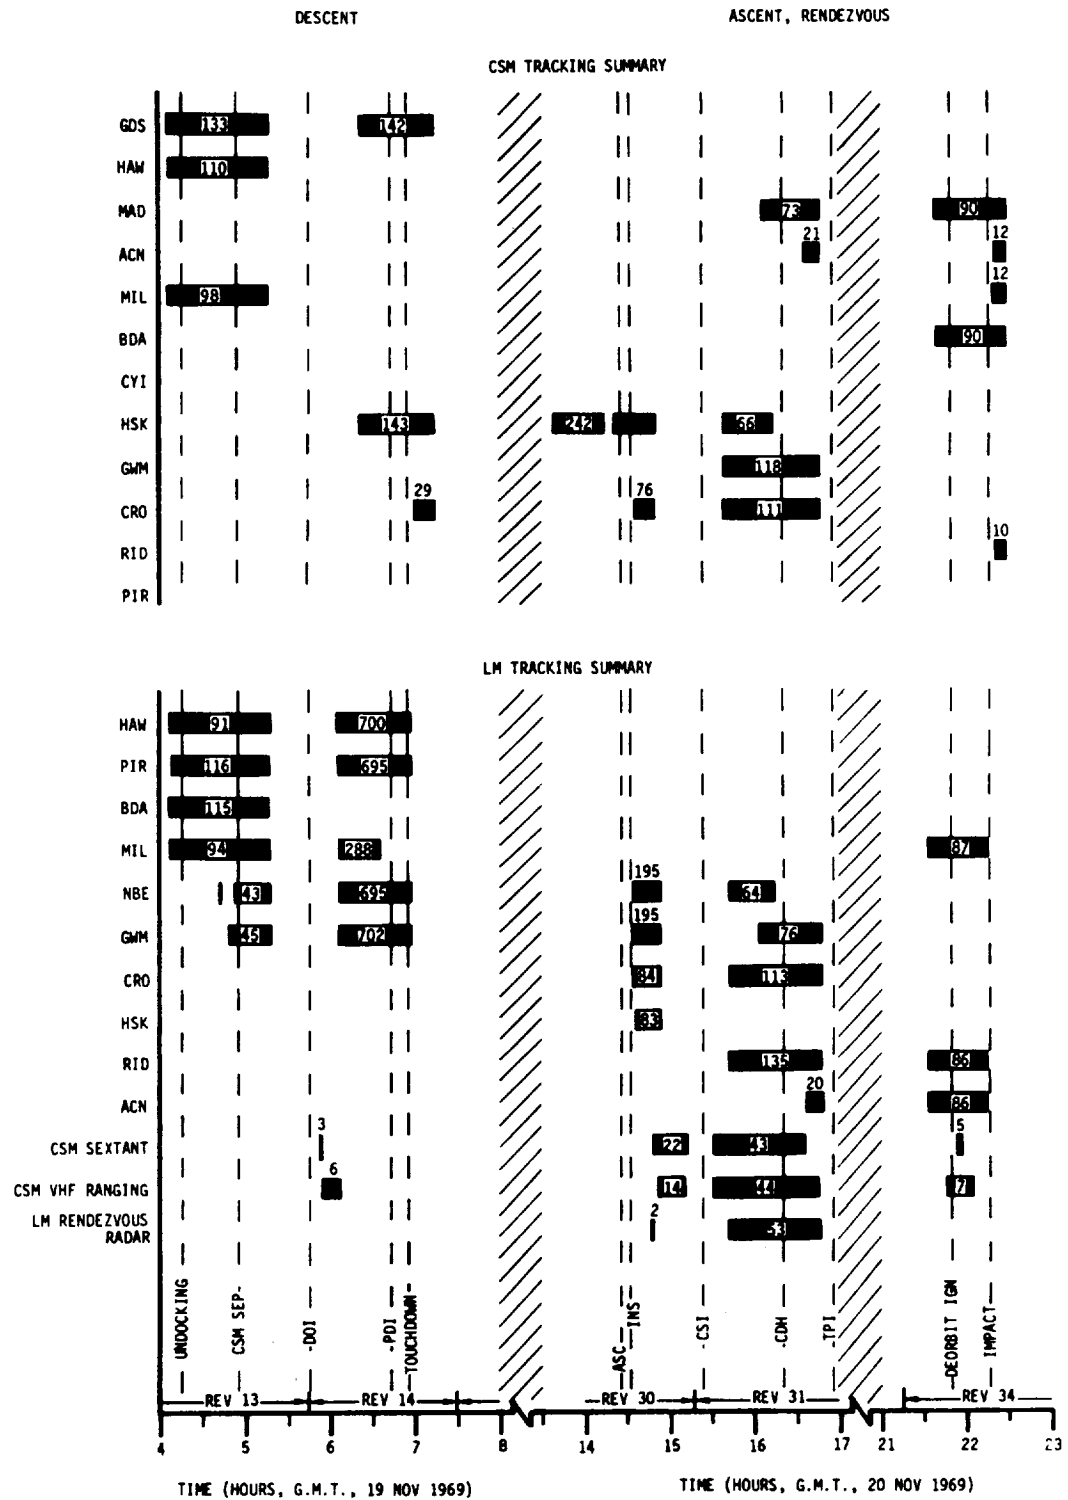 DESCENT
ASCENT, RENDEZVOUS
CSM TRACKING SUMMARY
GDS 133 142
HAW 110
MAD 73 90
21 12
ACN
12
MIL 98
BDA 90
CYI
HSK 143 242 66
GWM 118
29 76
CRO 111
10
RID
PIR
LM TRACKING SUMMARY
HAW 91 700
PIR 116 695
BDA 115
MIL 94 288 87
195
NBE 43 695 64
195
GWM 45 702 76
CRO 84 113
HSK 83
RID 135 86
20
ACN 86
3 5
CSM SEXTANT 22 43
6
CSM VHF RANGING 14 44 7
2
LM RENDEZVOUS
RADAR
UNDOCKING
CSM SEP
DOI
PDI
TOUCHDOWN
ASC
INS
CSI
CDH
TPI
DEORBIT IGN
IMPACT
REV 13 REV 14 REV 30 REV 31 REV 34
4 5 6 7 8 14 15 16 17 21 22 23
TIME (HOURS, G.M.T., 19 NOV 1969)
TIME (HOURS, G.M.T., 20 NOV 1969)